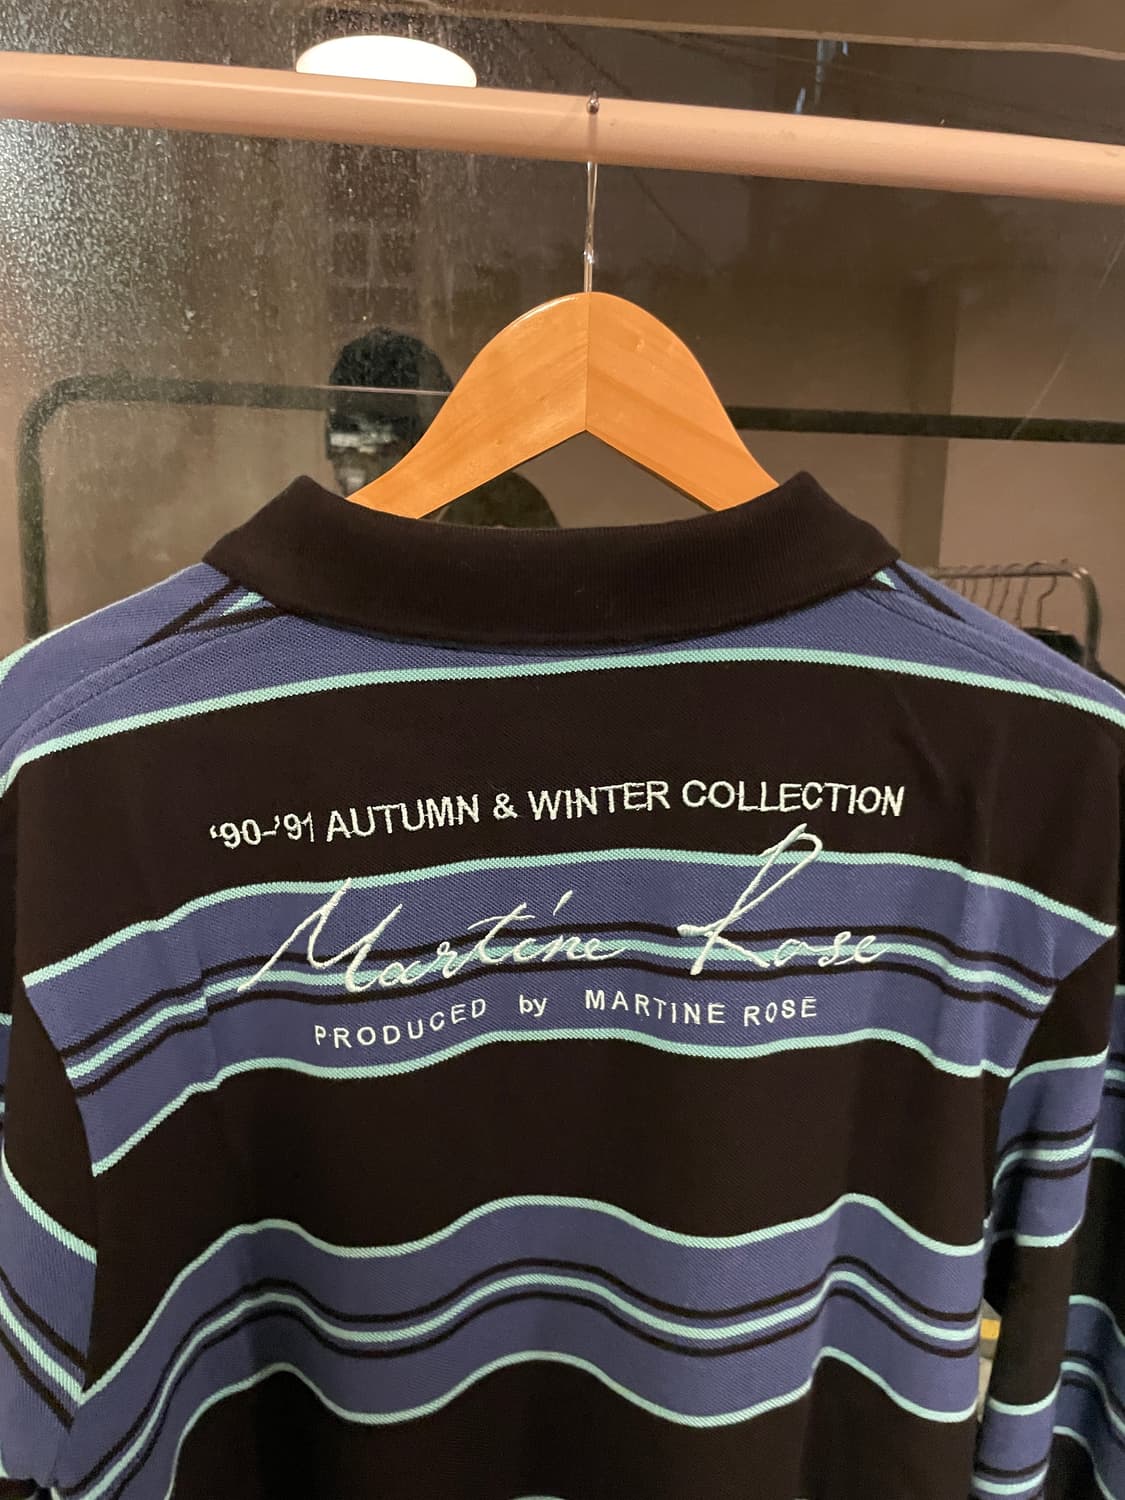 ‘90–’91 AUTUMN & WINTER COLLECTION
Martine Rose
PRODUCED by MARTINE ROSE